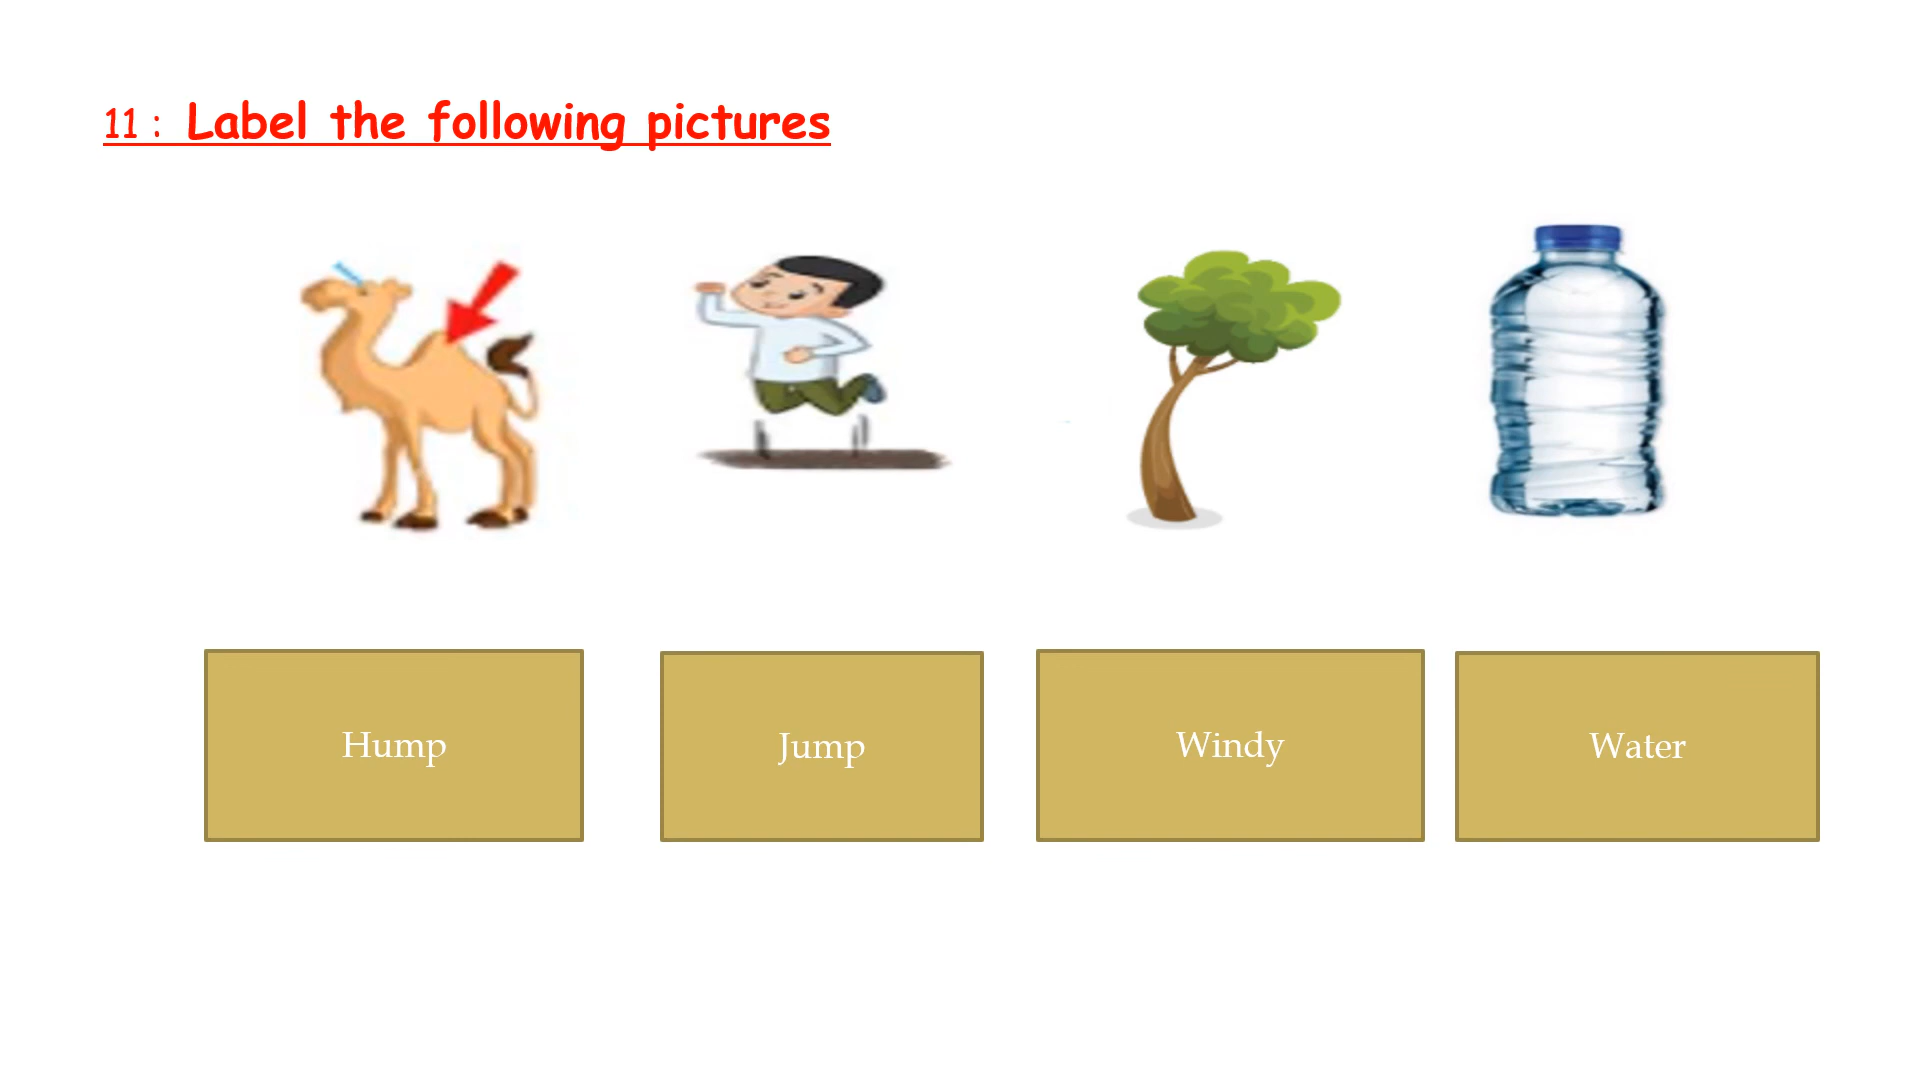 11 : Label the following pictures
Hump
Jump
Windy
Water